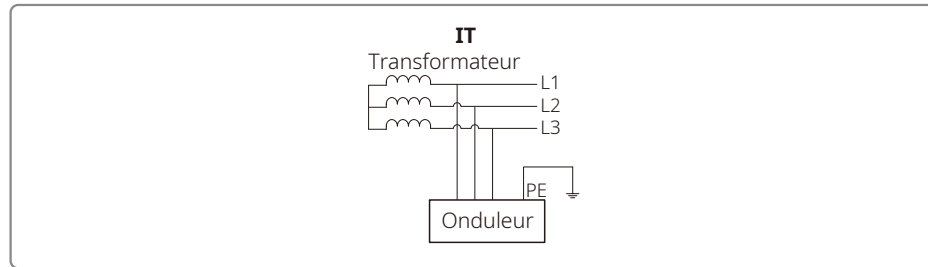 IT
Transformateur
L1
L2
L3
PE
Onduleur